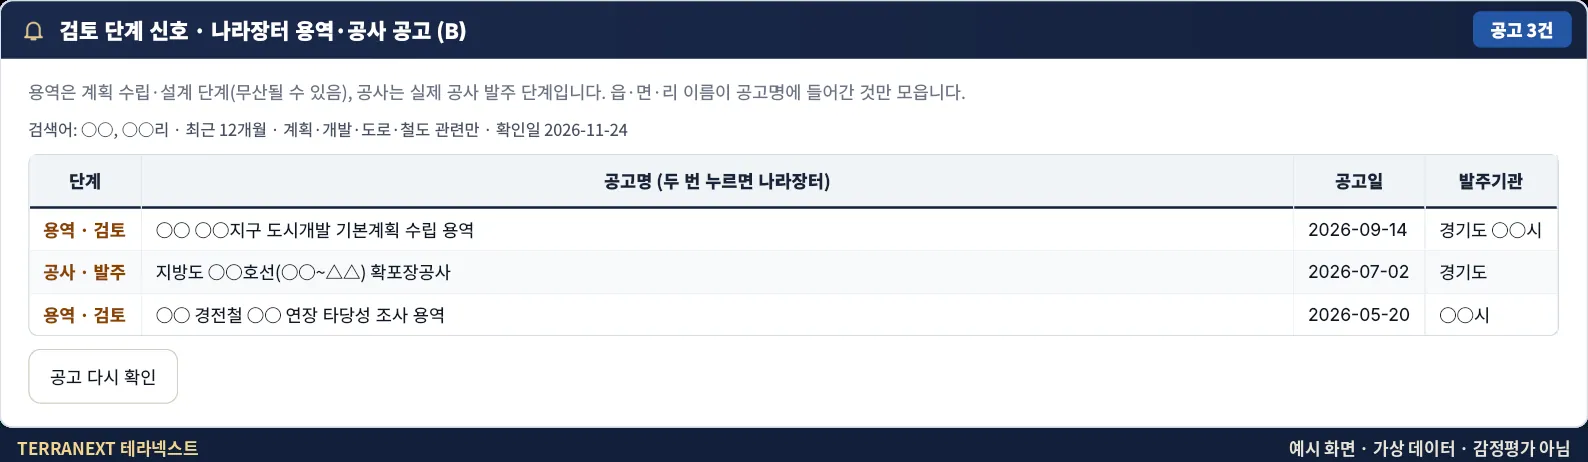 검토 단계 신호 · 나라장터 용역·공사 공고 (B)
공고 3건
용역은 계획 수립·설계 단계(무산될 수 있음), 공사는 실제 공사 발주 단계입니다. 읍·면·리 이름이 공고명에 들어간 것만 모읍니다.
검색어: ○○, ○○리 · 최근 12개월 · 계획·개발·도로·철도 관련만 · 확인일 2026-11-24
단계 공고명 (두 번 누르면 나라장터) 공고일 발주기관
용역 · 검토 ○○ ○○지구 도시개발 기본계획 수립 용역 2026-09-14 경기도 ○○시
공사 · 발주 지방도 ○○호선(○○~△△) 확포장공사 2026-07-02 경기도
용역 · 검토 ○○ 경전철 ○○ 연장 타당성 조사 용역 2026-05-20 ○○시
공고 다시 확인
TERRANEXT 테라넥스트
예시 화면 · 가상 데이터 · 감정평가 아님